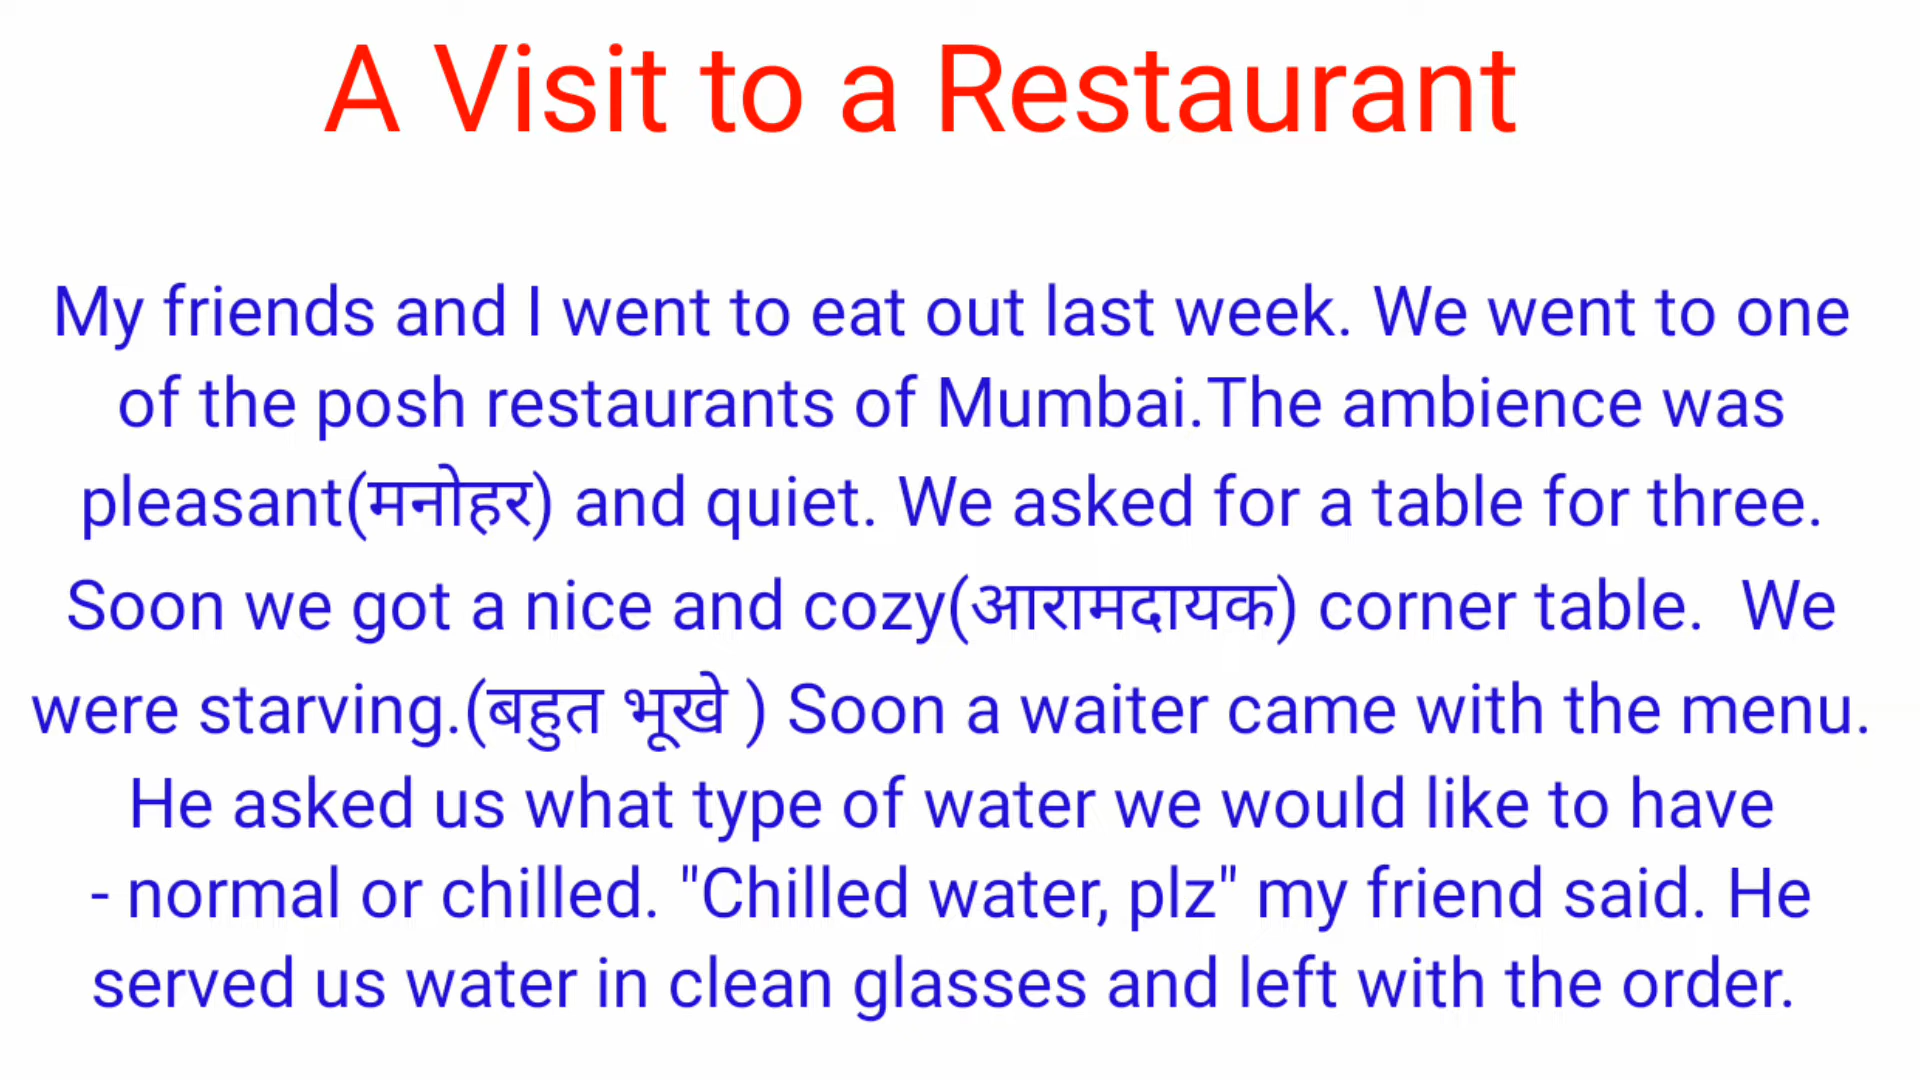 A Visit to a Restaurant
My friends and I went to eat out last week. We went to one
of the posh restaurants of Mumbai.The ambience was
pleasant(मनोहर) and quiet. We asked for a table for three.
Soon we got a nice and cozy(आरामदायक) corner table.  We
were starving.(बहुत भूखे ) Soon a waiter came with the menu.
He asked us what type of water we would like to have
- normal or chilled. "Chilled water, plz" my friend said. He
served us water in clean glasses and left with the order.